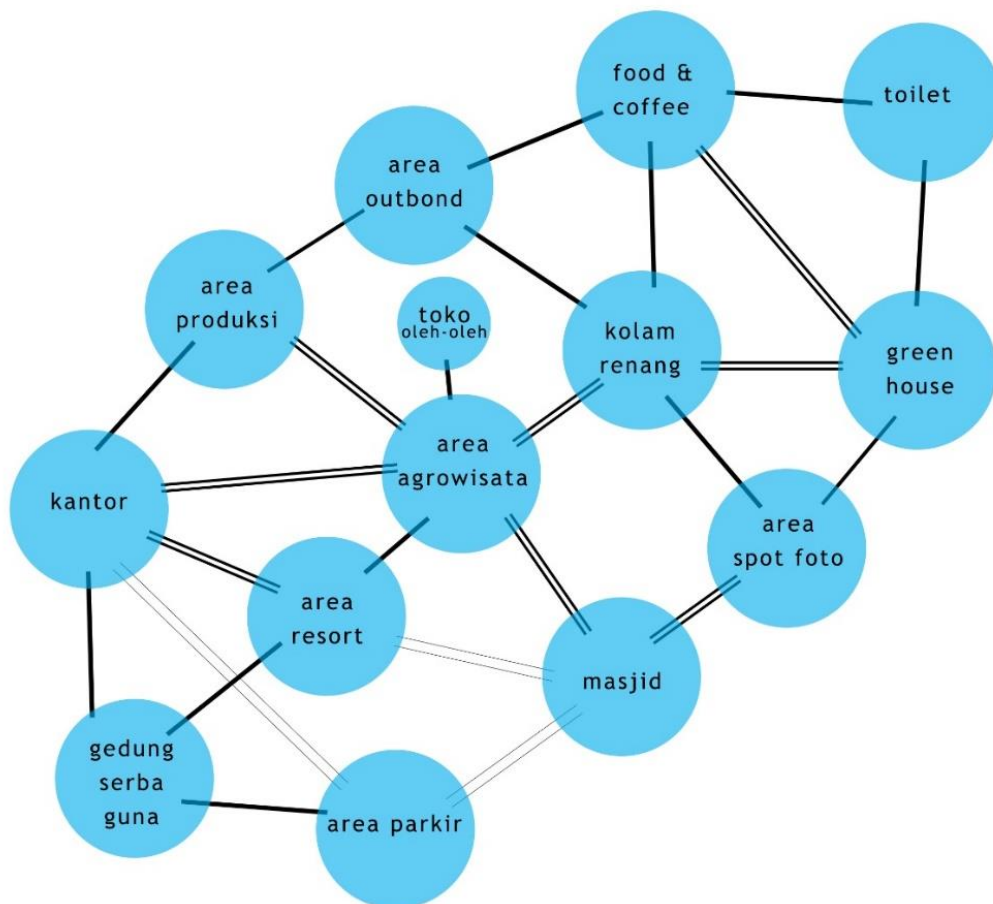 food &
coffee
toilet
area
outbond
area
produksi
toko
oleh-oleh
kolam
renang
green
house
area
agrowisata
kantor
area
spot foto
area
resort
masjid
gedung
serba
guna
area parkir